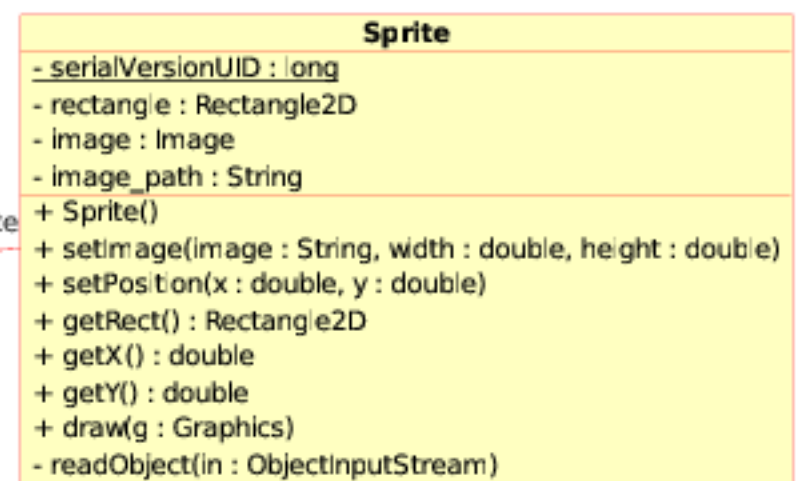 Sprite
- serialVersionUID : long
- rectangle : Rectangle2D
- image : Image
- image_path : String
+ Sprite()
+ setImage(image : String, width : double, height : double)
+ setPosition(x : double, y : double)
+ getRect() : Rectangle2D
+ getX() : double
+ getY() : double
+ draw(g : Graphics)
- readObject(in : ObjectInputStream)